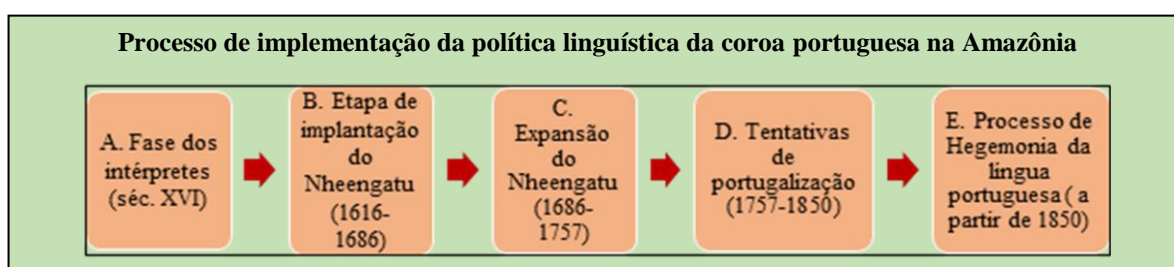 Processo de implementação da política linguística da coroa portuguesa na Amazônia
A. Fase dos
intérpretes
(séc. XVI)
B. Etapa de
implantação
do
Nheengatu
(1616-
1686)
C.
Expansão
do
Nheengatu
(1686-
1757)
D. Tentativas
de
portugalização
(1757-1850)
E. Processo de
Hegemonia da
lingua
portuguesa ( a
partir de 1850)